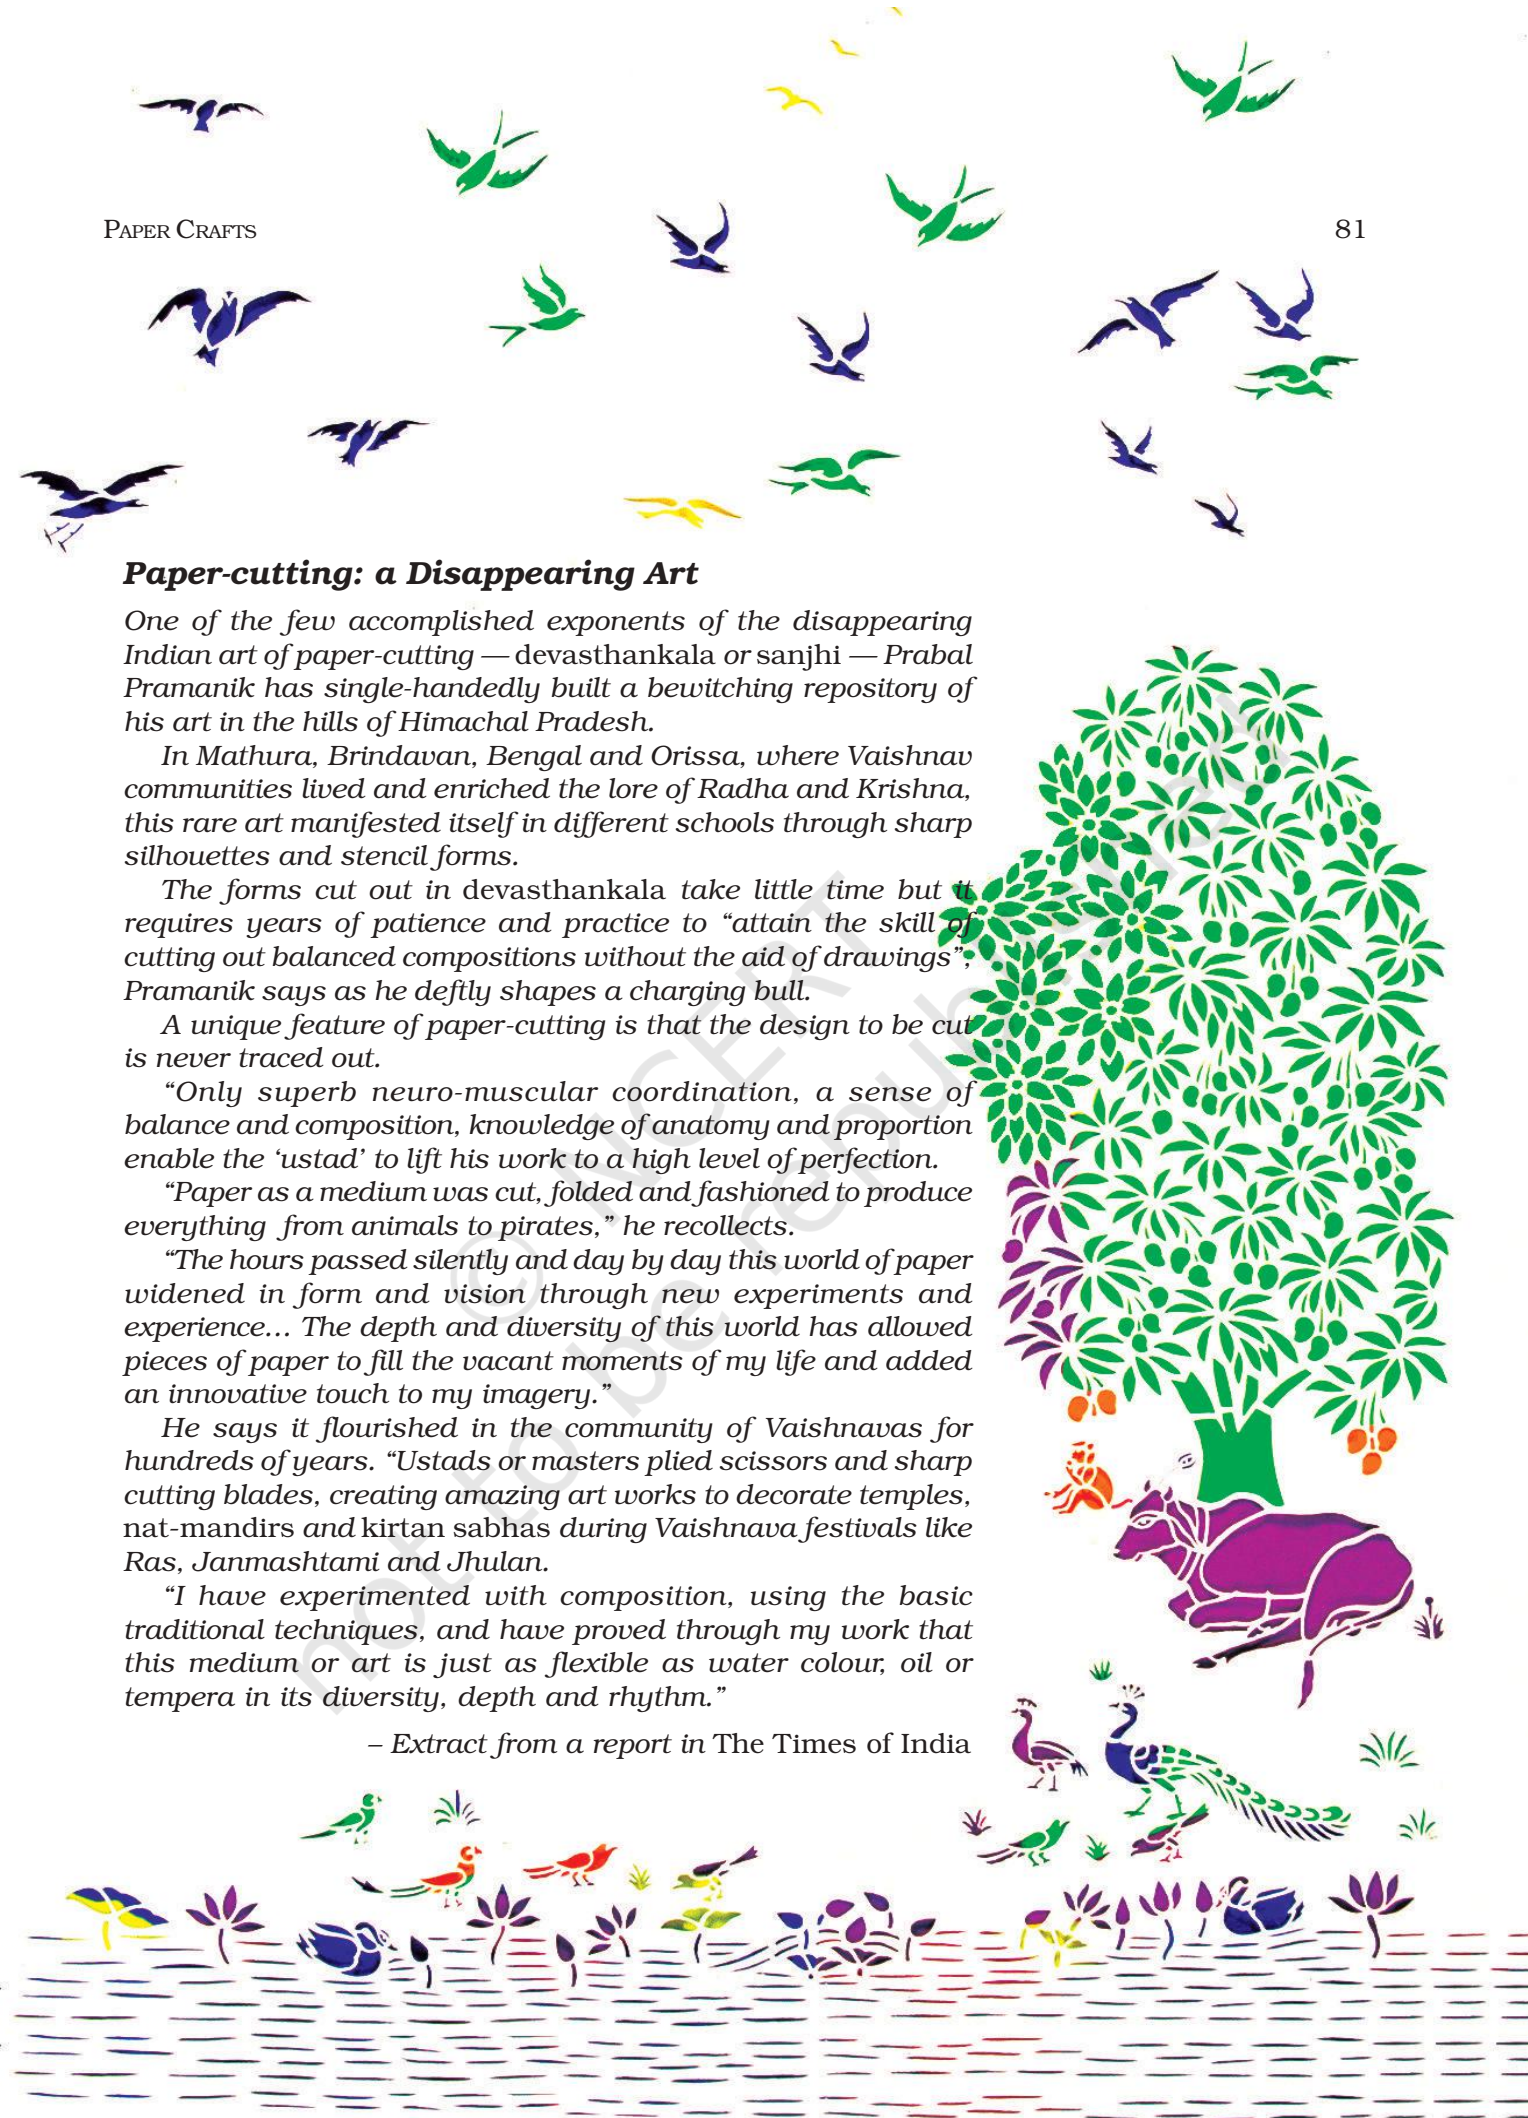 PAPER CRAFTS
81
Paper-cutting: a Disappearing Art
One of the few accomplished exponents of the disappearing
Indian art of paper-cutting — devasthankala or sanjhi — Prabal
Pramanik has single-handedly built a bewitching repository of
his art in the hills of Himachal Pradesh.
In Mathura, Brindavan, Bengal and Orissa, where Vaishnav
communities lived and enriched the lore of Radha and Krishna,
this rare art manifested itself in different schools through sharp
silhouettes and stencil forms.
The forms cut out in devasthankala take little time but it
requires years of patience and practice to “attain the skill of
cutting out balanced compositions without the aid of drawings”,
Pramanik says as he deftly shapes a charging bull.
A unique feature of paper-cutting is that the design to be cut
is never traced out.
“Only superb neuro-muscular coordination, a sense of
balance and composition, knowledge of anatomy and proportion
enable the ‘ustad’ to lift his work to a high level of perfection.
“Paper as a medium was cut, folded and fashioned to produce
everything from animals to pirates,” he recollects.
“The hours passed silently and day by day this world of paper
widened in form and vision through new experiments and
experience... The depth and diversity of this world has allowed
pieces of paper to fill the vacant moments of my life and added
an innovative touch to my imagery.”
He says it flourished in the community of Vaishnavas for
hundreds of years. “Ustads or masters plied scissors and sharp
cutting blades, creating amazing art works to decorate temples,
nat-mandirs and kirtan sabhas during Vaishnava festivals like
Ras, Janmashtami and Jhulan.
“I have experimented with composition, using the basic
traditional techniques, and have proved through my work that
this medium or art is just as flexible as water colour, oil or
tempera in its diversity, depth and rhythm.”
– Extract from a report in The Times of India
© NCERT
not to be republished